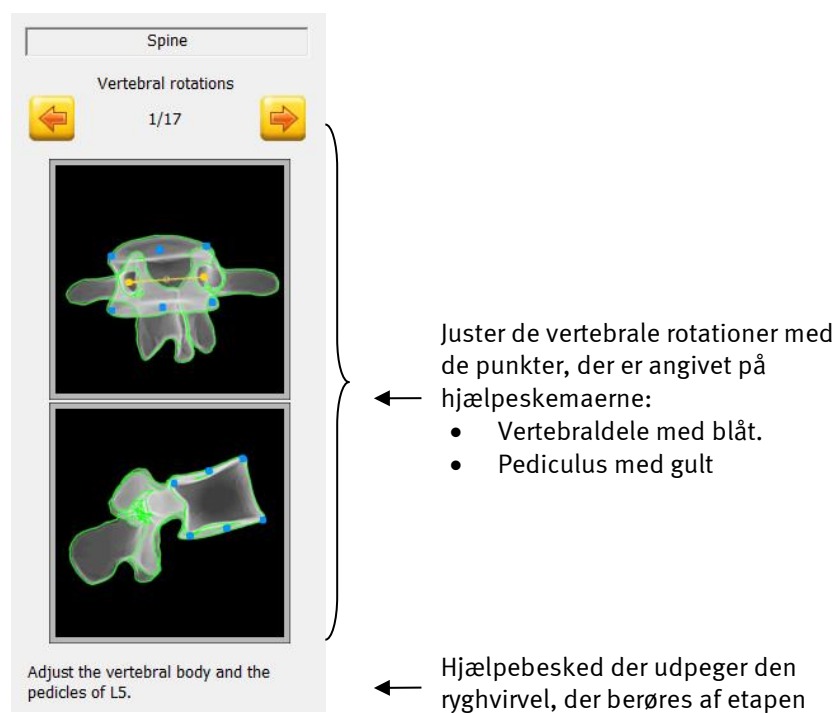 Spine
Vertebral rotations
1/17
Juster de vertebrale rotationer med
de punkter, der er angivet på
hjælpeskemaerne:
• Vertebraldele med blåt.
• Pediculus med gult
Adjust the vertebral body and the
pedicles of L5.
Hjælpebesked der udpeger den
ryghvirvel, der berøres af etapen